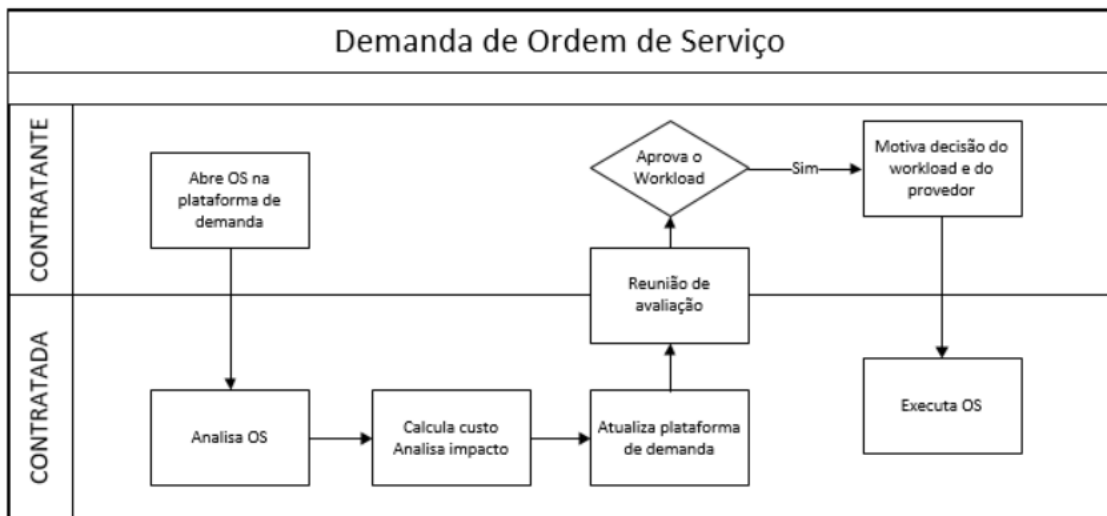 Demanda de Ordem de Serviço
CONTRATANTE
Abre OS na
plataforma de
demanda
Aprova o
Workload
Sim
Motiva decisão do
workload e do
provedor
Reunião de
avaliação
CONTRATADA
Analisa OS
Calcula custo
Analisa impacto
Atualiza plataforma
de demanda
Executa OS